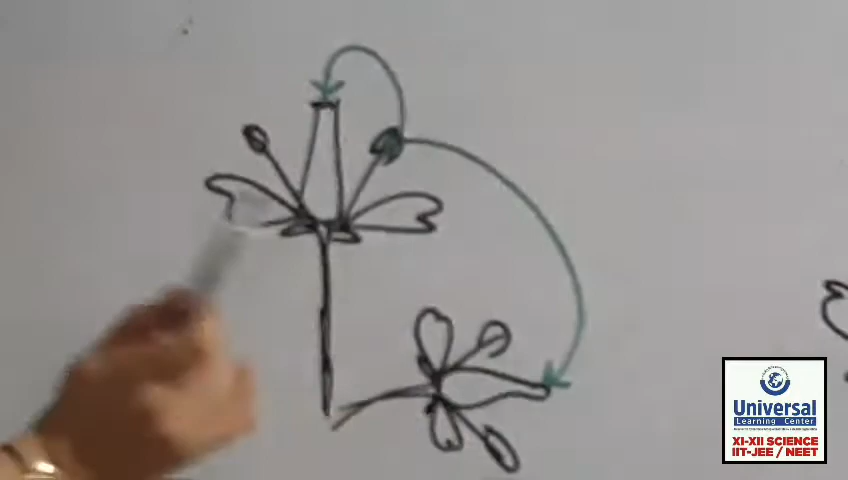 Universal
Learning Center
XI-XII SCIENCE
IIT-JEE / NEET